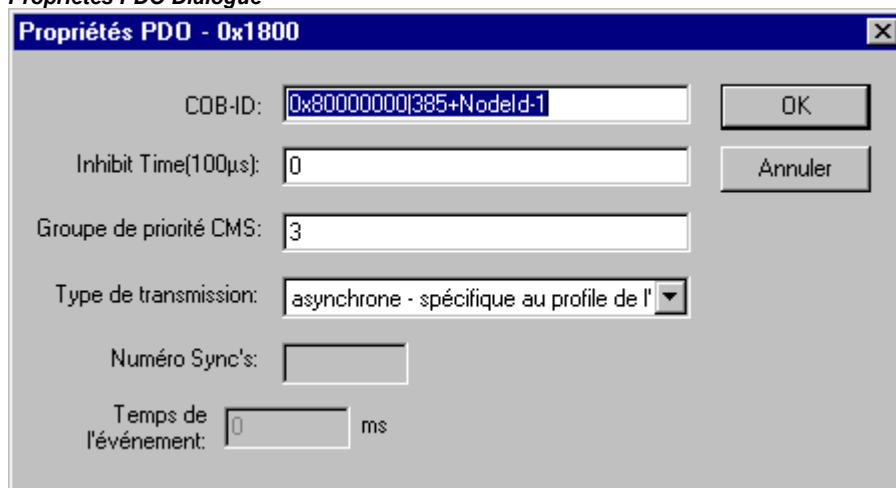 Propriétés PDO Dialogue
Propriétés PDO - 0x1800
COB-ID: 0x80000000|385+NodeId-1 OK
Inhibit Time(100µs): 0 Annuler
Groupe de priorité CMS: 3
Type de transmission: asynchrone - spécifique au profile de l'
Numéro Sync's:
Temps de
l'événement: 0 ms